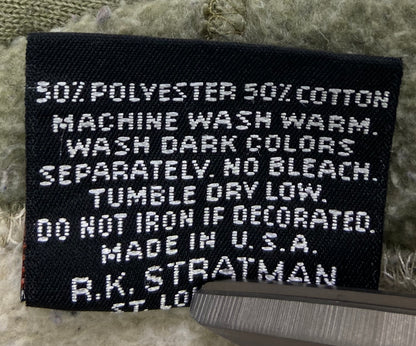 50% POLYESTER 50% COTTON
MACHINE WASH WARM.
WASH DARK COLORS
SEPARATELY. NO BLEACH.
TUMBLE DRY LOW.
DO NOT IRON IF DECORATED.
MADE IN U.S.A.
R.K. STRATMAN
ST.